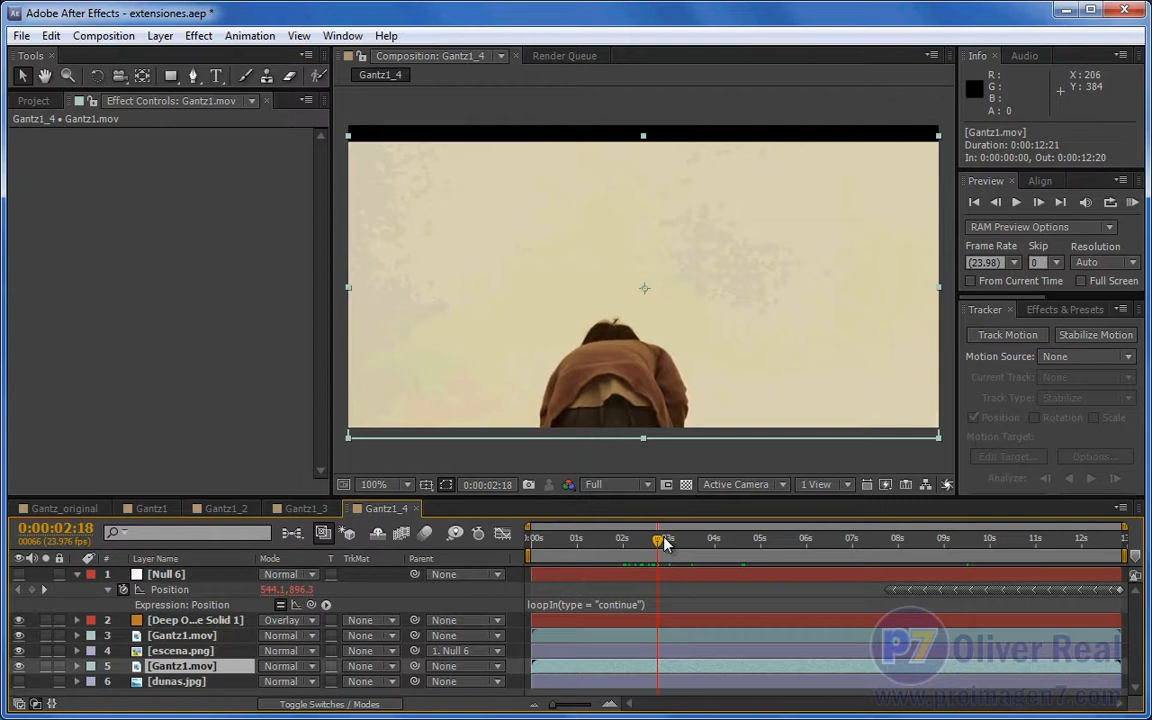 Adobe After Effects - extensiones.aep *
File Edit Composition Layer Effect Animation View Window Help
Tools
Composition: Gantz1_4 Render Queue
Info Audio
Gantz1_4
R:
G:
B:
A: 0
X: 206
Y: 384
Project Effect Controls: Gantz1.mov
Gantz1_4 • Gantz1.mov
[Gantz1.mov]
Duration: 0:00:12:21
In: 0:00:00:00, Out: 0:00:12:20
Preview Align
RAM Preview Options
Frame Rate Skip Resolution
(23.98) 0 Auto
From Current Time Full Screen
Tracker Effects & Presets
Track Motion Stabilize Motion
Motion Source: None
Current Track: None
Track Type: Stabilize
Position Rotation Scale
Motion Target:
Edit Target... Options...
Analyze:
100% 0:00:02:18 Full Active Camera 1 View
Gantz_original Gantz1 Gantz1_2 Gantz1_3 Gantz1_4
0:00:02:18
00066 (23.976 fps)
0:00s 01s 02s 03s 04s 05s 06s 07s 08s 09s 10s 11s 12s 13s
Layer Name Mode T TrkMat Parent
1 [Null 6] Normal None
Position 544.1,896.3
Expression: Position loopIn(type = "continue")
2 [Deep O...e Solid 1] Overlay None None
3 [Gantz1.mov] Normal None None
4 [escena.png] Normal None 1. Null 6
5 [Gantz1.mov] Normal None None
6 [dunas.jpg] Normal None None
Toggle Switches / Modes
P7 Oliver Real
www.proimagen7.com